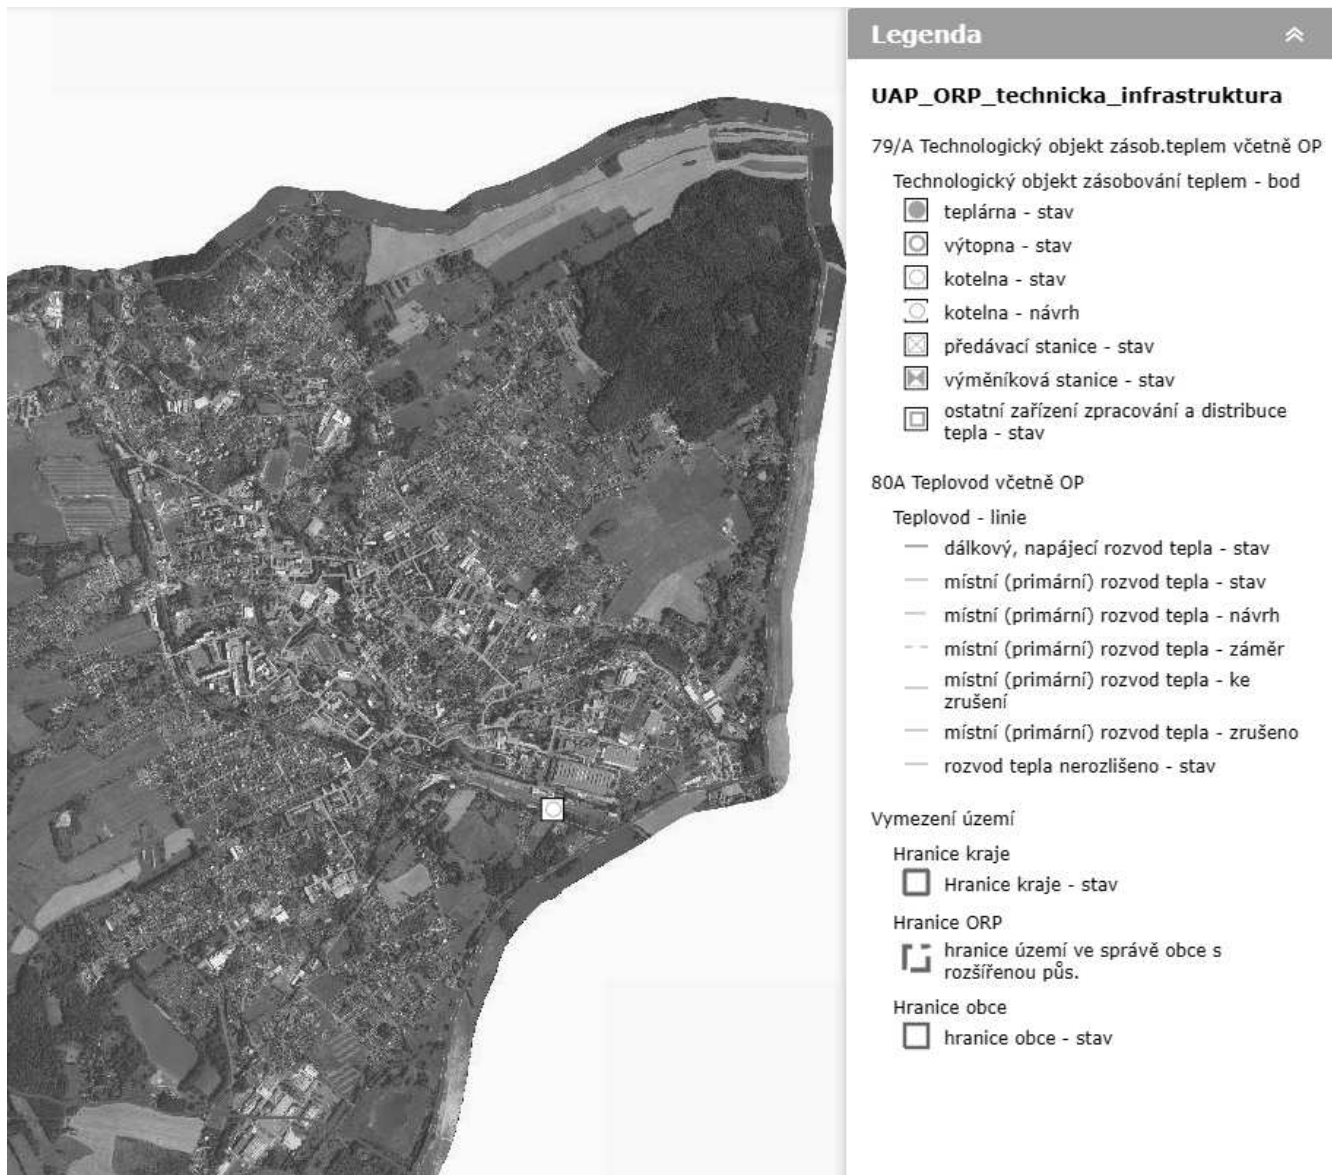 Legenda
UAP_ORP_technicka_infrastruktura
79/A Technologický objekt zásob.teplem včetně OP
Technologický objekt zásobování teplem - bod
teplárna - stav
výtopna - stav
kotelna - stav
kotelna - návrh
předávací stanice - stav
výměníková stanice - stav
ostatní zařízení zpracování a distribuce
tepla - stav
80A Teplovod včetně OP
Teplovod - linie
dálkový, napájecí rozvod tepla - stav
místní (primární) rozvod tepla - stav
místní (primární) rozvod tepla - návrh
místní (primární) rozvod tepla - záměr
místní (primární) rozvod tepla - ke
zrušení
místní (primární) rozvod tepla - zrušeno
rozvod tepla nerozlišeno - stav
Vymezení území
Hranice kraje
Hranice kraje - stav
Hranice ORP
hranice území ve správě obce s
rozšířenou půs.
Hranice obce
hranice obce - stav